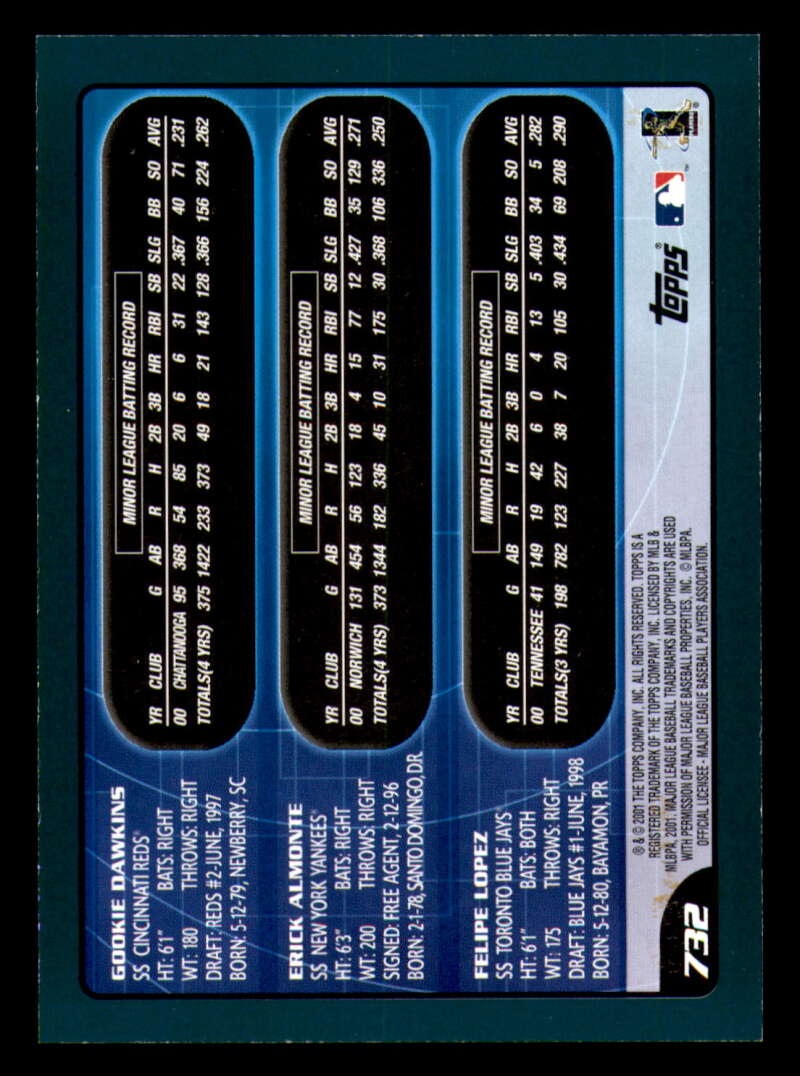 GOOKIE DAWKINS
SS CINCINNATI REDS®
HT: 6'1" BATS: RIGHT
WT: 180 THROWS: RIGHT
DRAFT: REDS #2-JUNE, 1997
BORN: 5-12-79, NEWBERRY, SC
MINOR LEAGUE BATTING RECORD
YR CLUB G AB R H 2B 3B HR RBI SB SLG BB SO AVG
00 CHATTANOOGA 95 368 54 85 20 6 6 31 22 .367 40 71 .231
TOTALS(4 YRS) 375 1422 233 373 49 18 21 143 128 .366 156 224 .262
ERICK ALMONTE
SS NEW YORK YANKEES®
HT: 6'3" BATS: RIGHT
WT: 200 THROWS: RIGHT
SIGNED: FREE AGENT, 2-12-96
BORN: 2-1-78, SANTO DOMINGO, DR
MINOR LEAGUE BATTING RECORD
YR CLUB G AB R H 2B 3B HR RBI SB SLG BB SO AVG
00 NORWICH 131 454 56 123 18 4 15 77 12 .427 35 129 .271
TOTALS(4 YRS) 373 1344 182 336 45 10 31 175 30 .368 106 336 .250
FELIPE LOPEZ
SS TORONTO BLUE JAYS®
HT: 6'1" BATS: BOTH
WT: 175 THROWS: RIGHT
DRAFT: BLUE JAYS #1-JUNE, 1998
BORN: 5-12-80, BAYAMON, PR
MINOR LEAGUE BATTING RECORD
YR CLUB G AB R H 2B 3B HR RBI SB SLG BB SO AVG
00 TENNESSEE 41 149 19 42 6 0 4 13 5 .403 34 5 .282
TOTALS(3 YRS) 198 782 123 227 38 7 20 105 30 .434 69 208 .290
® & © 2001 THE TOPPS COMPANY, INC. ALL RIGHTS RESERVED. TOPPS IS A
REGISTERED TRADEMARK OF THE TOPPS COMPANY, INC. LICENSED BY MLB &
MLBPA, 2001. MAJOR LEAGUE BASEBALL TRADEMARKS AND COPYRIGHTS ARE USED
WITH PERMISSION OF MAJOR LEAGUE BASEBALL PROPERTIES, INC. © MLBPA.
OFFICIAL LICENSEE - MAJOR LEAGUE BASEBALL PLAYERS ASSOCIATION.
732
Topps®